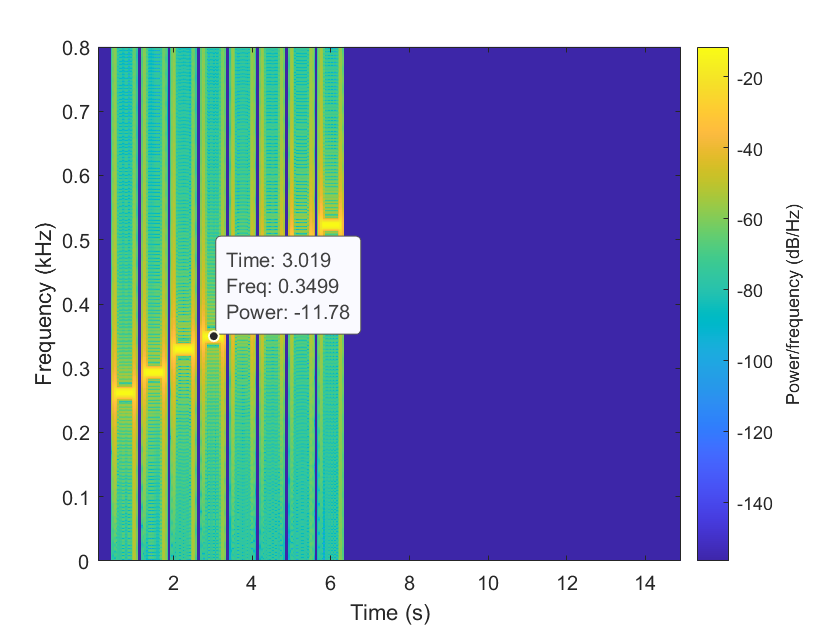 0.8
0.7
0.6
0.5
0.4
0.3
0.2
0.1
0
Frequency (kHz)
Time: 3.019
Freq: 0.3499
Power: -11.78
2 4 6 8 10 12 14
Time (s)
-20
-40
-60
-80
-100
-120
-140
Power/frequency (dB/Hz)